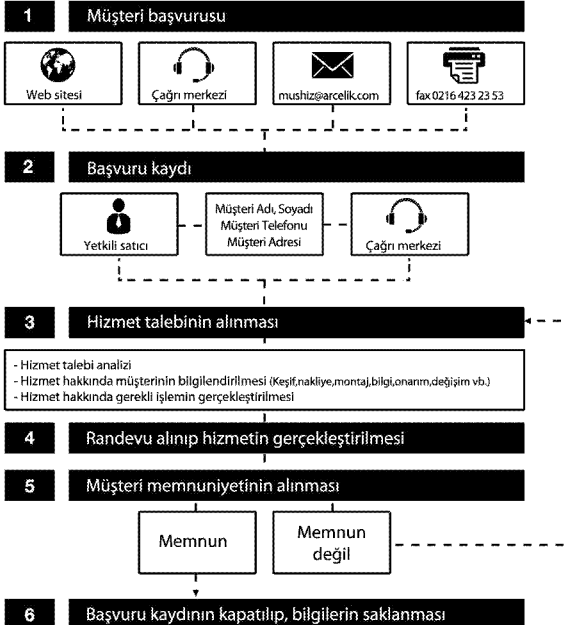 1 Müşteri başvurusu
Web sitesi
Çağrı merkezi
mushiz@arcelik.com
fax 0216 423 23 53
2 Başvuru kaydı
Yetkili satıcı
Müşteri Adı, Soyadı
Müşteri Telefonu
Müşteri Adresi
Çağrı merkezi
3 Hizmet talebinin alınması
- Hizmet talebi analizi
- Hizmet hakkında müşterinin bilgilendirilmesi (Keşif,nakliye,montaj,bilgi,onarım,değişim vb.)
- Hizmet hakkında gerekli işlemin gerçekleştirilmesi
4 Randevu alınıp hizmetin gerçekleştirilmesi
5 Müşteri memnuniyetinin alınması
Memnun
Memnun
değil
6 Başvuru kaydının kapatılıp, bilgilerin saklanması